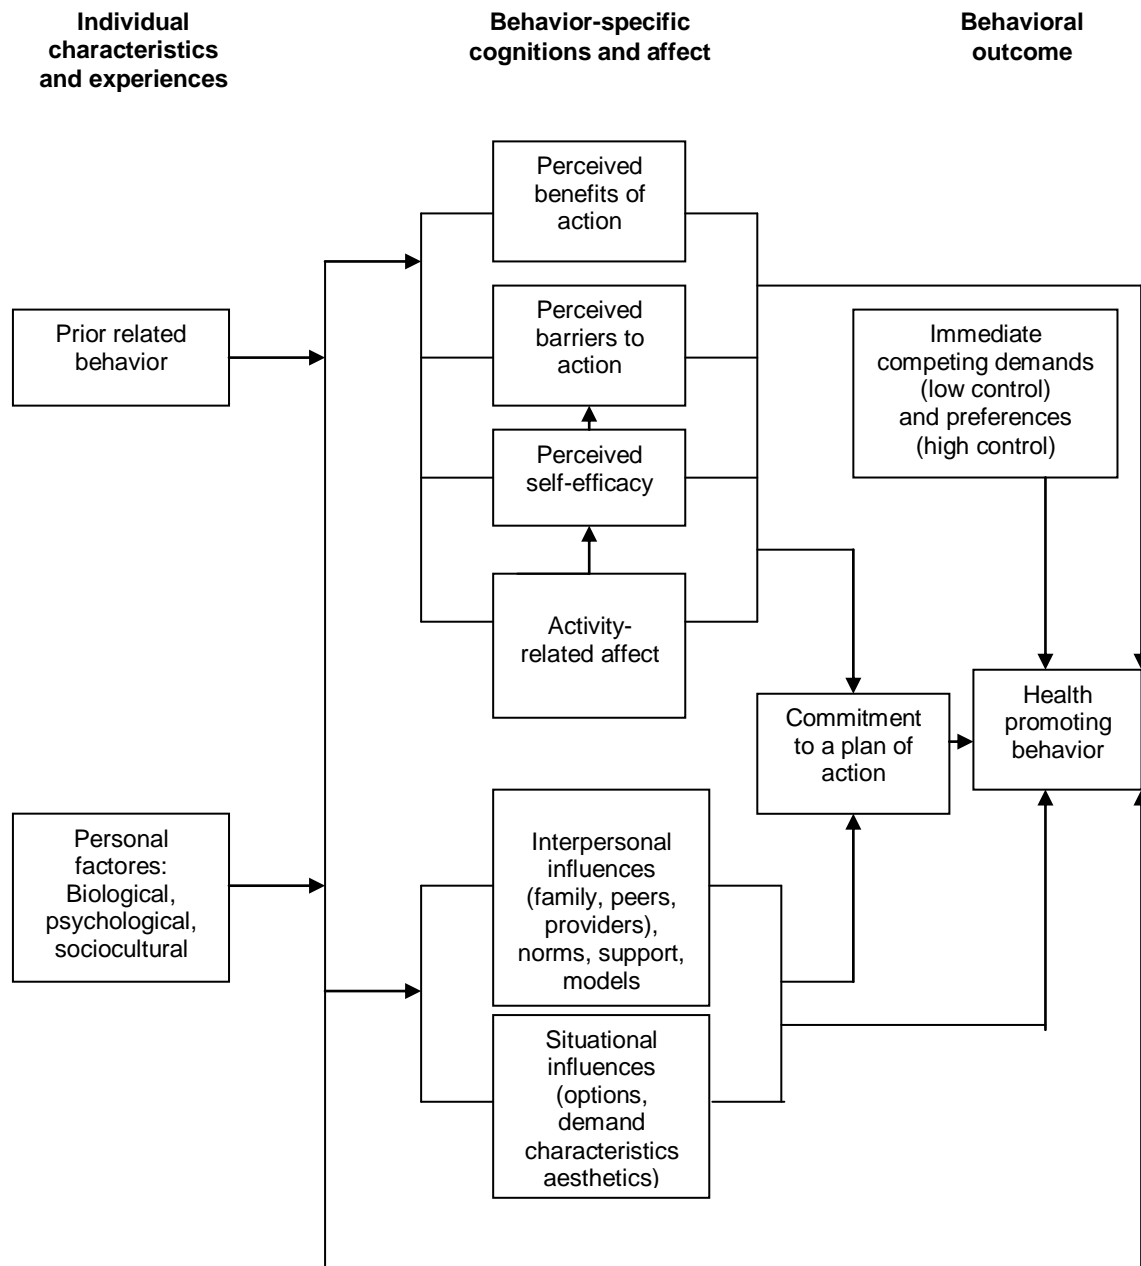 Individual
characteristics
and experiences
Behavior-specific
cognitions and affect
Behavioral
outcome
Perceived
benefits of
action
Prior related
behavior
Perceived
barriers to
action
Immediate
competing demands
(low control)
and preferences
(high control)
Perceived
self-efficacy
Activity-
related affect
Commitment
to a plan of
action
Health
promoting
behavior
Personal
factores:
Biological,
psychological,
sociocultural
Interpersonal
influences
(family, peers,
providers),
norms, support,
models
Situational
influences
(options,
demand
characteristics
aesthetics)